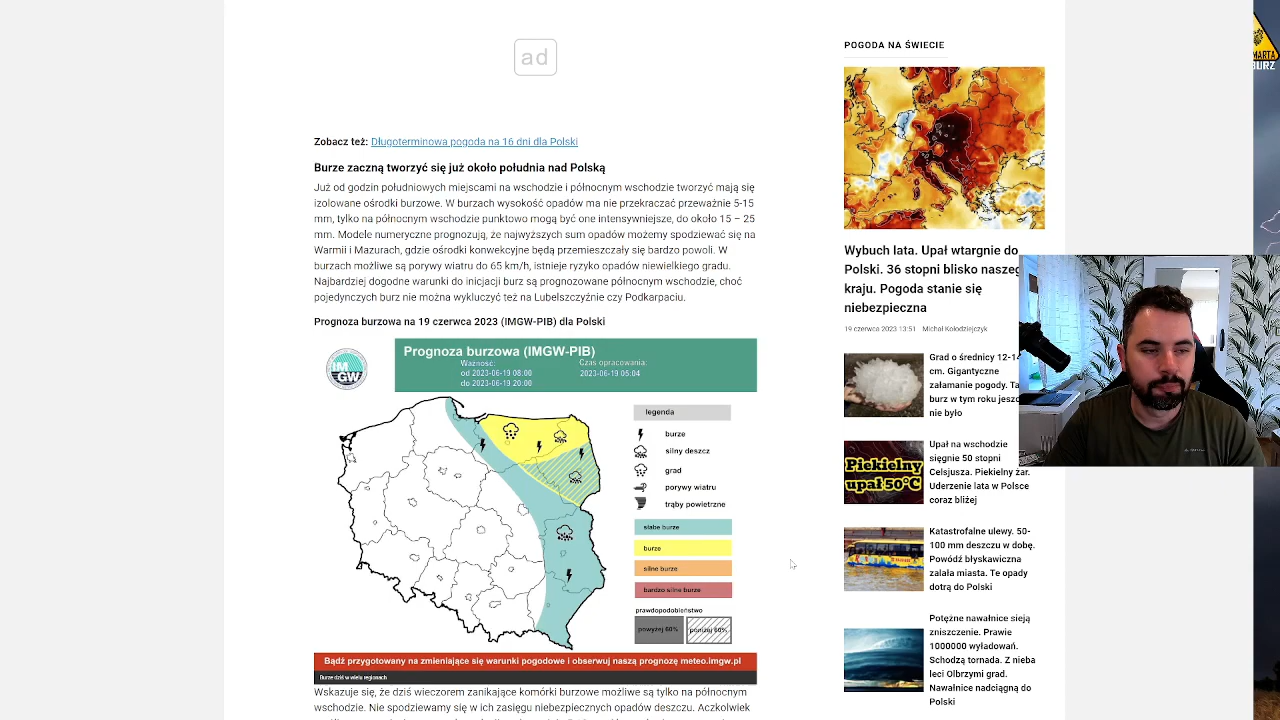 ad
Zobacz też: Długoterminowa pogoda na 16 dni dla Polski
Burze zaczną tworzyć się już około południa nad Polską
Już od godzin południowych miejscami na wschodzie i północnym wschodzie tworzyć mają się
izolowane ośrodki burzowe. W burzach wysokość opadów ma nie przekraczać przeważnie 5-15
mm, tylko na północnym wschodzie punktowo mogą być one intensywniejsze, do około 15 – 25
mm. Modele numeryczne prognozują, że najwyższych sum opadów możemy spodziewać się na
Warmii i Mazurach, gdzie ośrodki konwekcyjne będą przemieszczały się bardzo powoli. W
burzach możliwe są porywy wiatru do 65 km/h, istnieje ryzyko opadów niewielkiego gradu.
Najbardziej dogodne warunki do inicjacji burz są prognozowane północnym wschodzie, choć
pojedynczych burz nie można wykluczyć też na Lubelszczyźnie czy Podkarpaciu.
Prognoza burzowa na 19 czerwca 2023 (IMGW-PIB) dla Polski
IM
GW
Prognoza burzowa (IMGW-PIB)
Ważność:
od 2023-06-19 08:00
do 2023-06-19 20:00
Czas opracowania:
2023-06-19 05:04
legenda
burze
silny deszcz
grad
porywy wiatru
trąby powietrzne
słabe burze
burze
silne burze
bardzo silne burze
prawdopodobieństwo
powyżej 60%
poniżej 60%
Bądź przygotowany na zmieniające się warunki pogodowe i obserwuj naszą prognozę meteo.imgw.pl
Burze dziś w wielu regionach
Wskazuje się, że dziś wieczorem zanikające komórki burzowe możliwe są tylko na północnym
wschodzie. Nie spodziewamy się w ich zasięgu niebezpiecznych opadów deszczu. Aczkolwiek
POGODA NA ŚWIECIE
Wybuch lata. Upał wtargnie do
Polski. 36 stopni blisko naszeg
kraju. Pogoda stanie się
niebezpieczna
19 czerwca 2023 13:51 Michał Kołodziejczyk
Grad o średnicy 12-14
cm. Gigantyczne
załamanie pogody. Ta
burz w tym roku jeszc
nie było
Piekielny
upał 50°C
Upał na wschodzie
sięgnie 50 stopni
Celsjusza. Piekielny żar.
Uderzenie lata w Polsce
coraz bliżej
Katastrofalne ulewy. 50-
100 mm deszczu w dobę.
Powódź błyskawiczna
zalała miasta. Te opady
dotrą do Polski
Potężne nawałnice sieją
zniszczenie. Prawie
1000000 wyładowań.
Schodzą tornada. Z nieba
leci Olbrzymi grad.
Nawałnice nadciągną do
Polski
BURZ